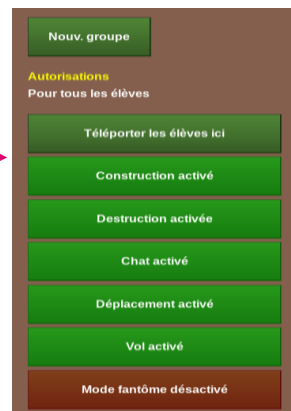 Nouv. groupe
Autorisations
Pour tous les élèves
Téléporter les élèves ici
Construction activé
Destruction activée
Chat activé
Déplacement activé
Vol activé
Mode fantôme désactivé